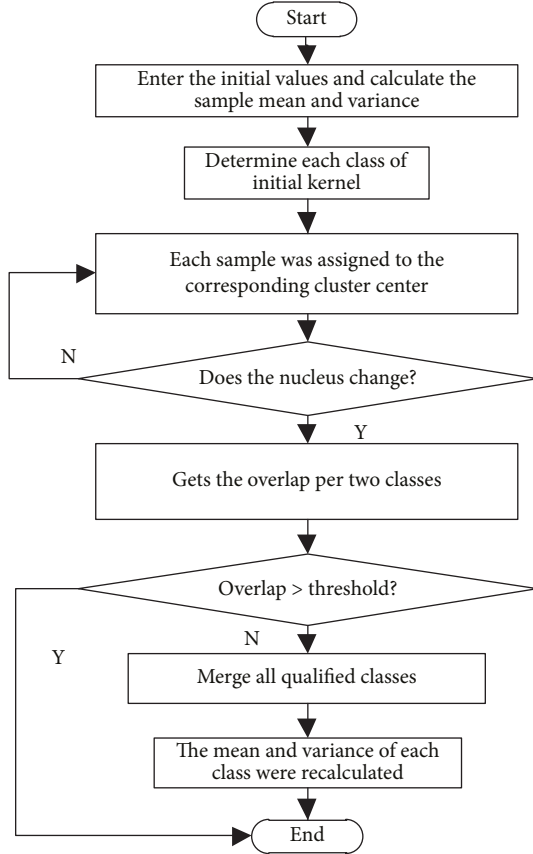 Start
Enter the initial values and calculate the
sample mean and variance
Determine each class of
initial kernel
Each sample was assigned to the
corresponding cluster center
N
Does the nucleus change?
Y
Gets the overlap per two classes
Overlap > threshold?
N
Y
Merge all qualified classes
The mean and variance of each
class were recalculated
End